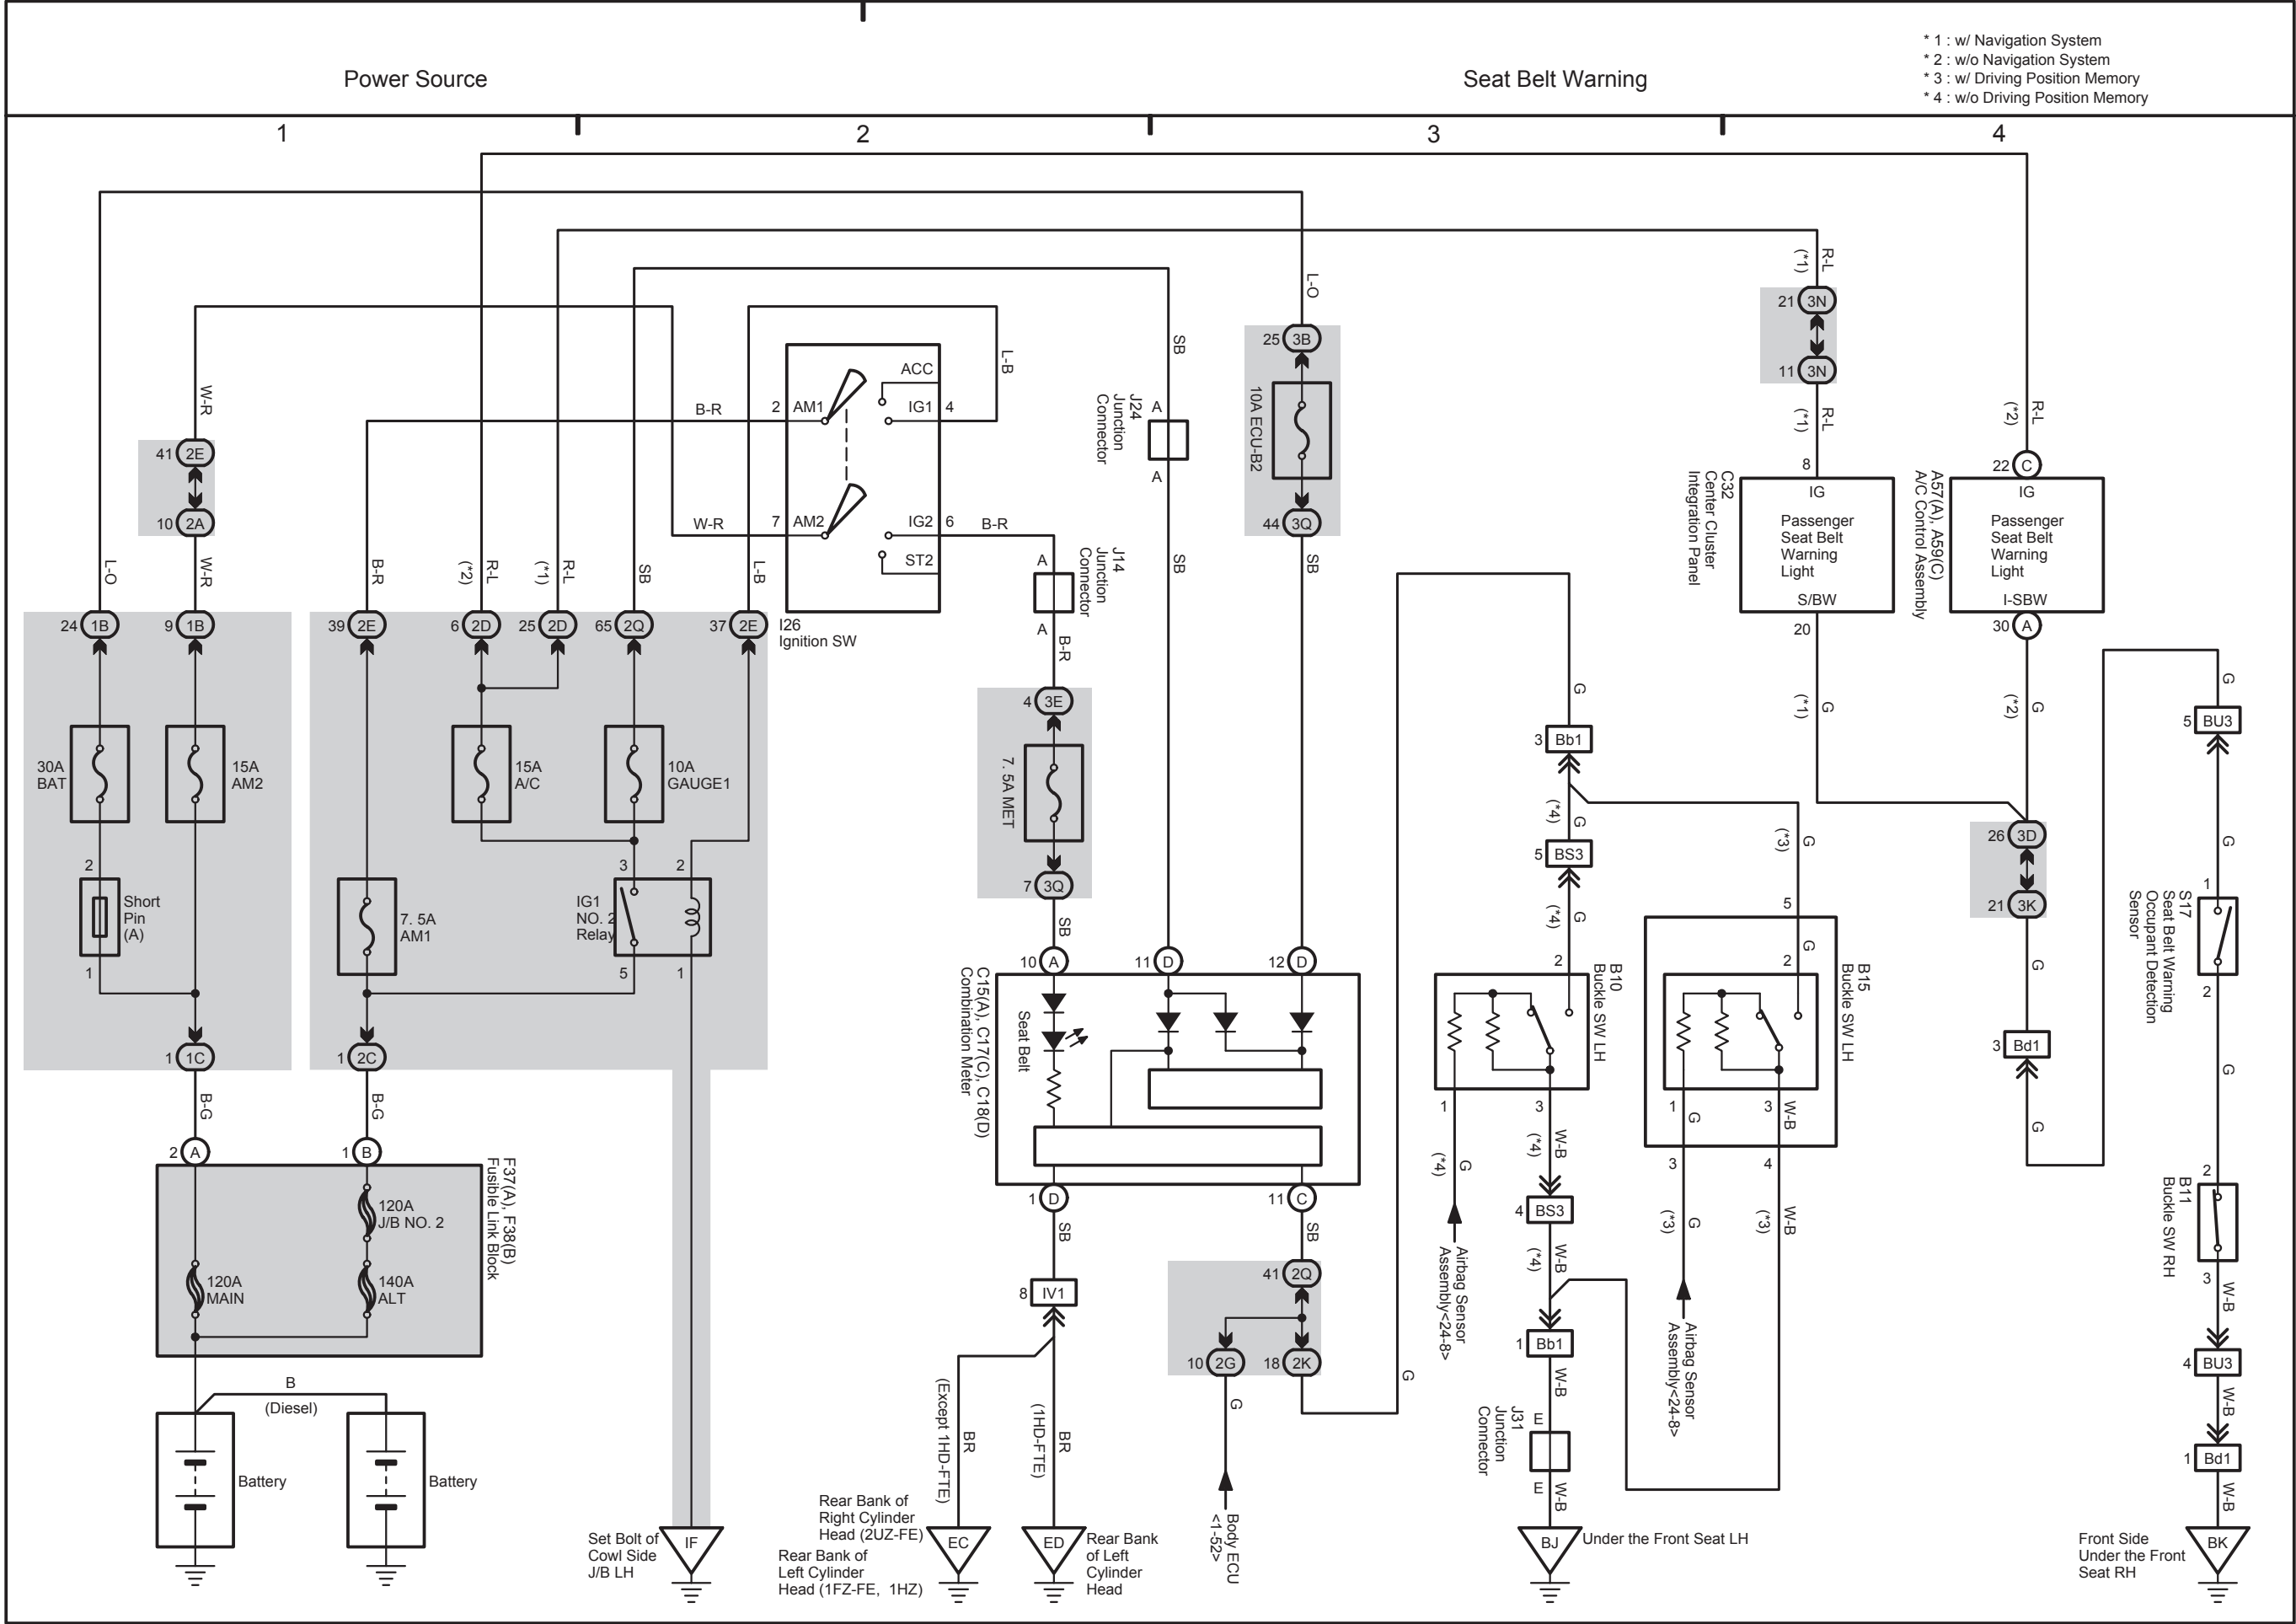 * 1 : w/ Navigation System
* 2 : w/o Navigation System
* 3 : w/ Driving Position Memory
* 4 : w/o Driving Position Memory
Power Source
Seat Belt Warning
1
2
3
4
L-O
W-R
41 2E
10 2A
W-R
B-R
(*2)
R-L
(*1)
R-L
SB
L-B
24 1B
9 1B
39 2E
6 2D
25 2D
65 2Q
37 2E
30A
BAT
15A
AM2
15A
A/C
10A
GAUGE1
2
Short
Pin
(A)
1
7. 5A
AM1
3
2
IG1
NO. 2
Relay
5
1
1 1C
1 2C
B-G
B-G
2 A
1 B
F37(A), F38(B)
Fusible Link Block
120A
J/B NO. 2
120A
MAIN
140A
ALT
B
(Diesel)
Battery
Battery
Set Bolt of
Cowl Side
J/B LH
IF
B-R
W-R
2 AM1
7 AM2
ACC
IG1 4
IG2 6
ST2
L-B
B-R
I26
Ignition SW
A
J14
Junction
Connector
A
B-R
4 3E
7. 5A MET
7 3Q
SB
SB
A
J24
Junction
Connector
A
SB
L-O
25 3B
10A ECU-B2
44 3Q
SB
10 A
11 D
12 D
C15(A), C17(C), C18(D)
Combination Meter
Seat Belt
1 D
11 C
SB
SB
8 IV1
41 2Q
10 2G
18 2K
(Except 1HD-FTE)
BR
(1HD-FTE)
BR
Rear Bank of
Right Cylinder
Head (2UZ-FE)
Rear Bank of
Left Cylinder
Head (1FZ-FE, 1HZ)
EC
ED
Rear Bank
of Left
Cylinder
Head
G
Body ECU
<1-52>
G
G
3 Bb1
(*4)
G
5 BS3
(*4)
G
(*3)
G
2
B10
Buckle SW LH
1
3
(*4)
G
Airbag Sensor
Assembly<24-8>
(*4)
W-B
4 BS3
(*4)
W-B
1 Bb1
W-B
E
J31
Junction
Connector
E
W-B
BJ
Under the Front Seat LH
5
G
2
B15
Buckle SW LH
1
G
3
W-B
3
4
(*3)
G
(*3)
W-B
Airbag Sensor
Assembly<24-8>
(*1)
R-L
21 3N
11 3N
(*1)
R-L
8
IG
Passenger
Seat Belt
Warning
Light
S/BW
C32
Center Cluster
Integration Panel
20
(*1)
G
(*2)
R-L
22 C
IG
Passenger
Seat Belt
Warning
Light
I-SBW
A57(A), A59(C)
A/C Control Assembly
30 A
(*2)
G
26 3D
21 3K
G
3 Bd1
G
G
5 BU3
G
1
S17
Seat Belt Warning
Occupant Detection
Sensor
2
G
2
B11
Buckle SW RH
3
W-B
4 BU3
W-B
1 Bd1
W-B
Front Side
Under the Front
Seat RH
BK